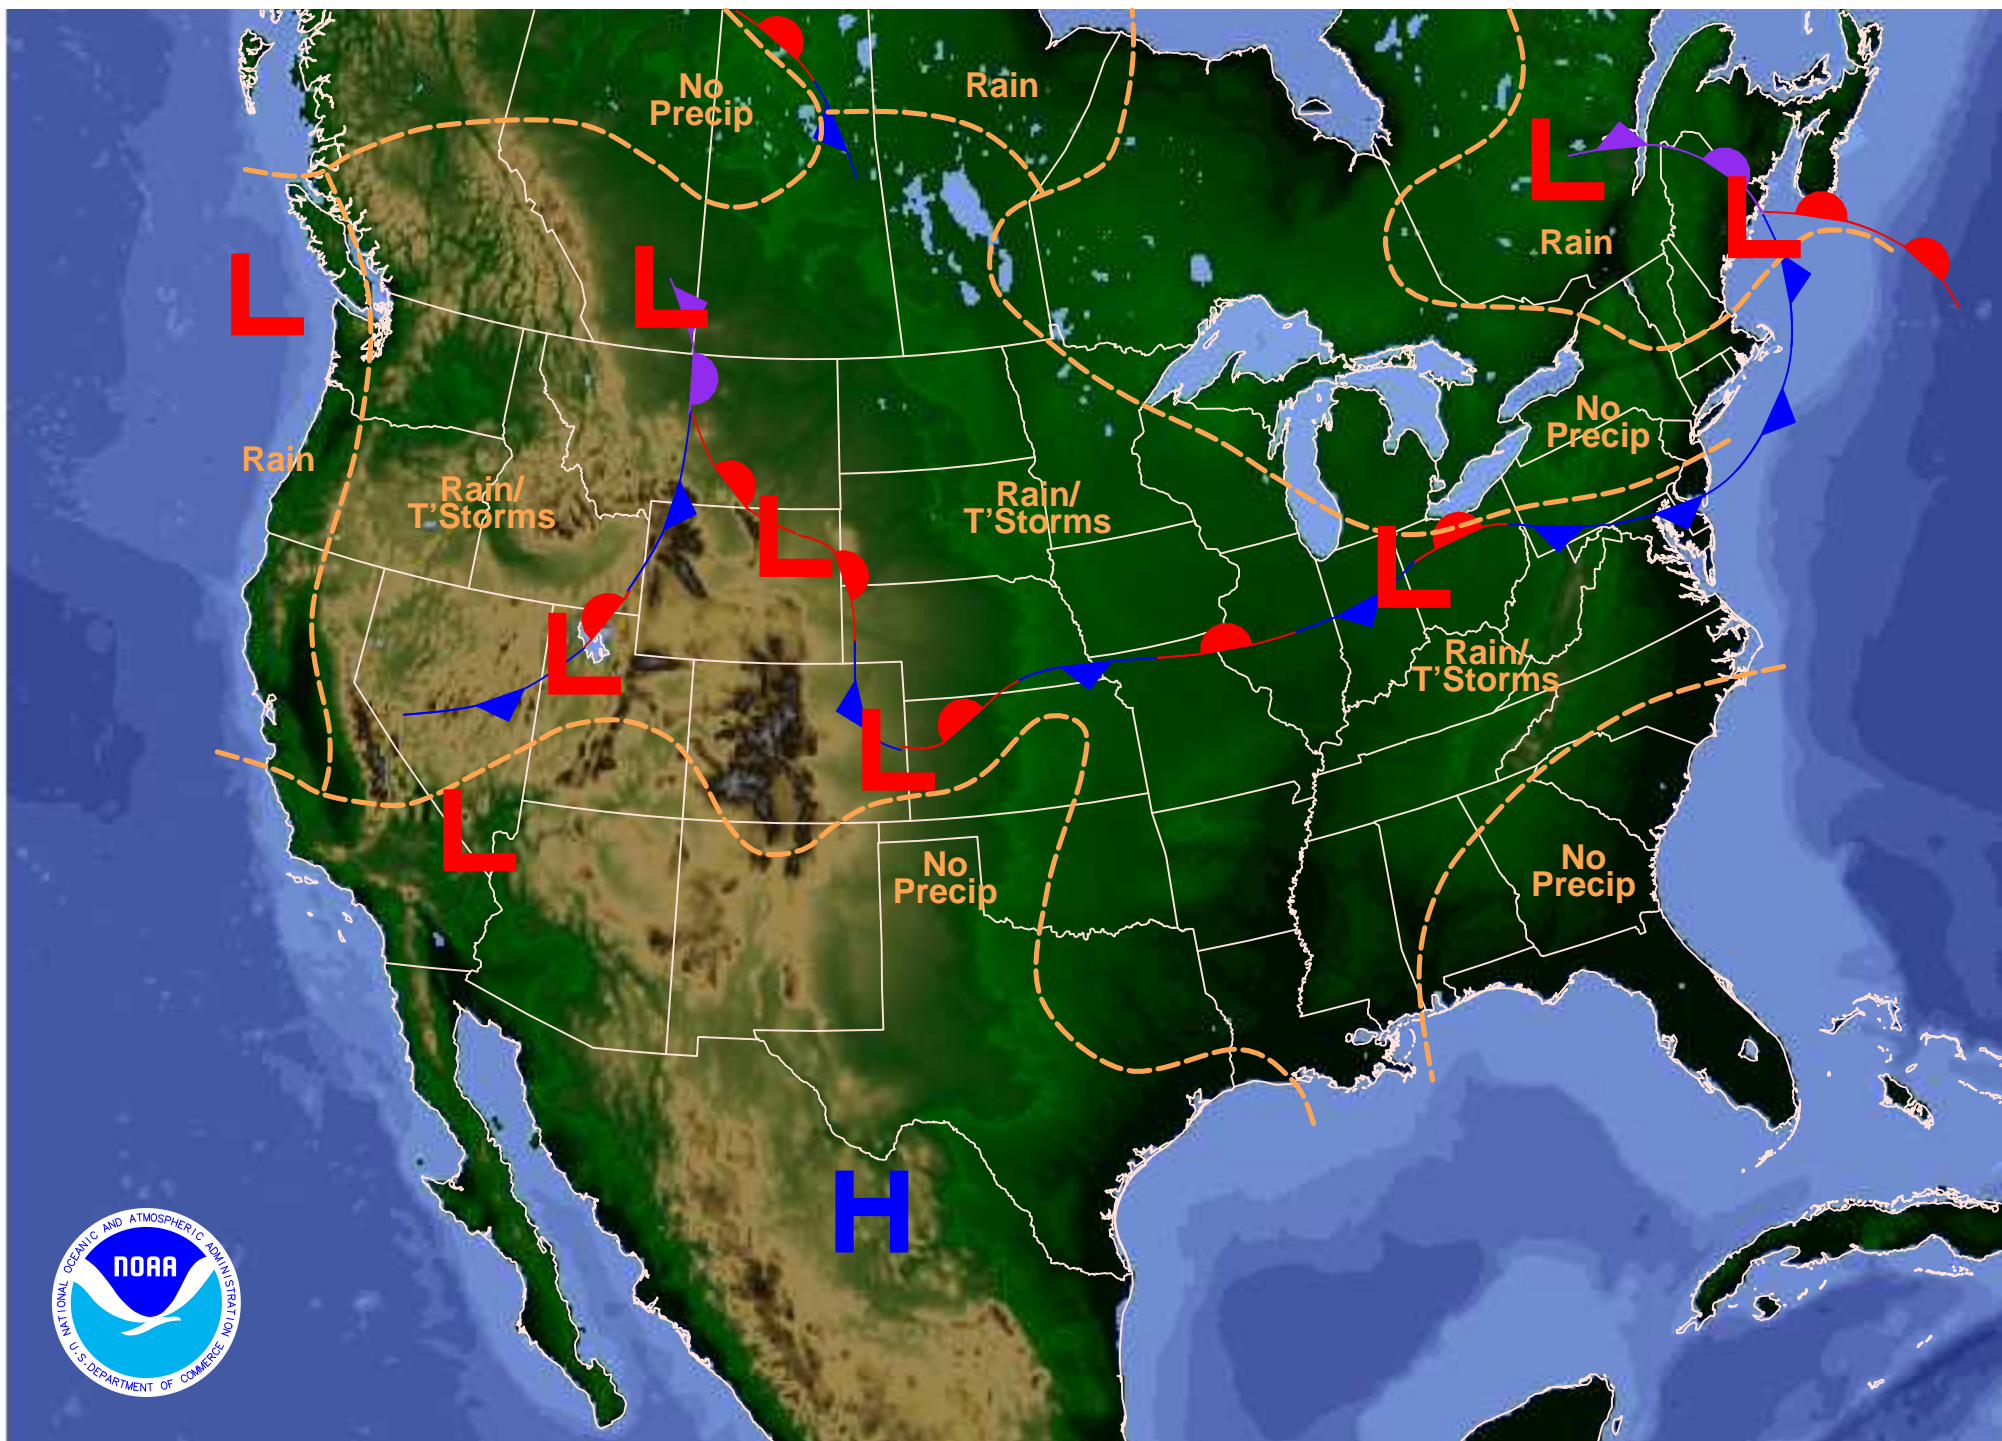 No
Precip
Rain
L
L
Rain
L
L
L
No
Precip
Rain
Rain/
T'Storms
Rain/
T'Storms
L
L
L
Rain/
T'Storms
L
L
No
Precip
No
Precip
H
NATIONAL OCEANIC AND ATMOSPHERIC ADMINISTRATION
NOAA
U.S. DEPARTMENT OF COMMERCE